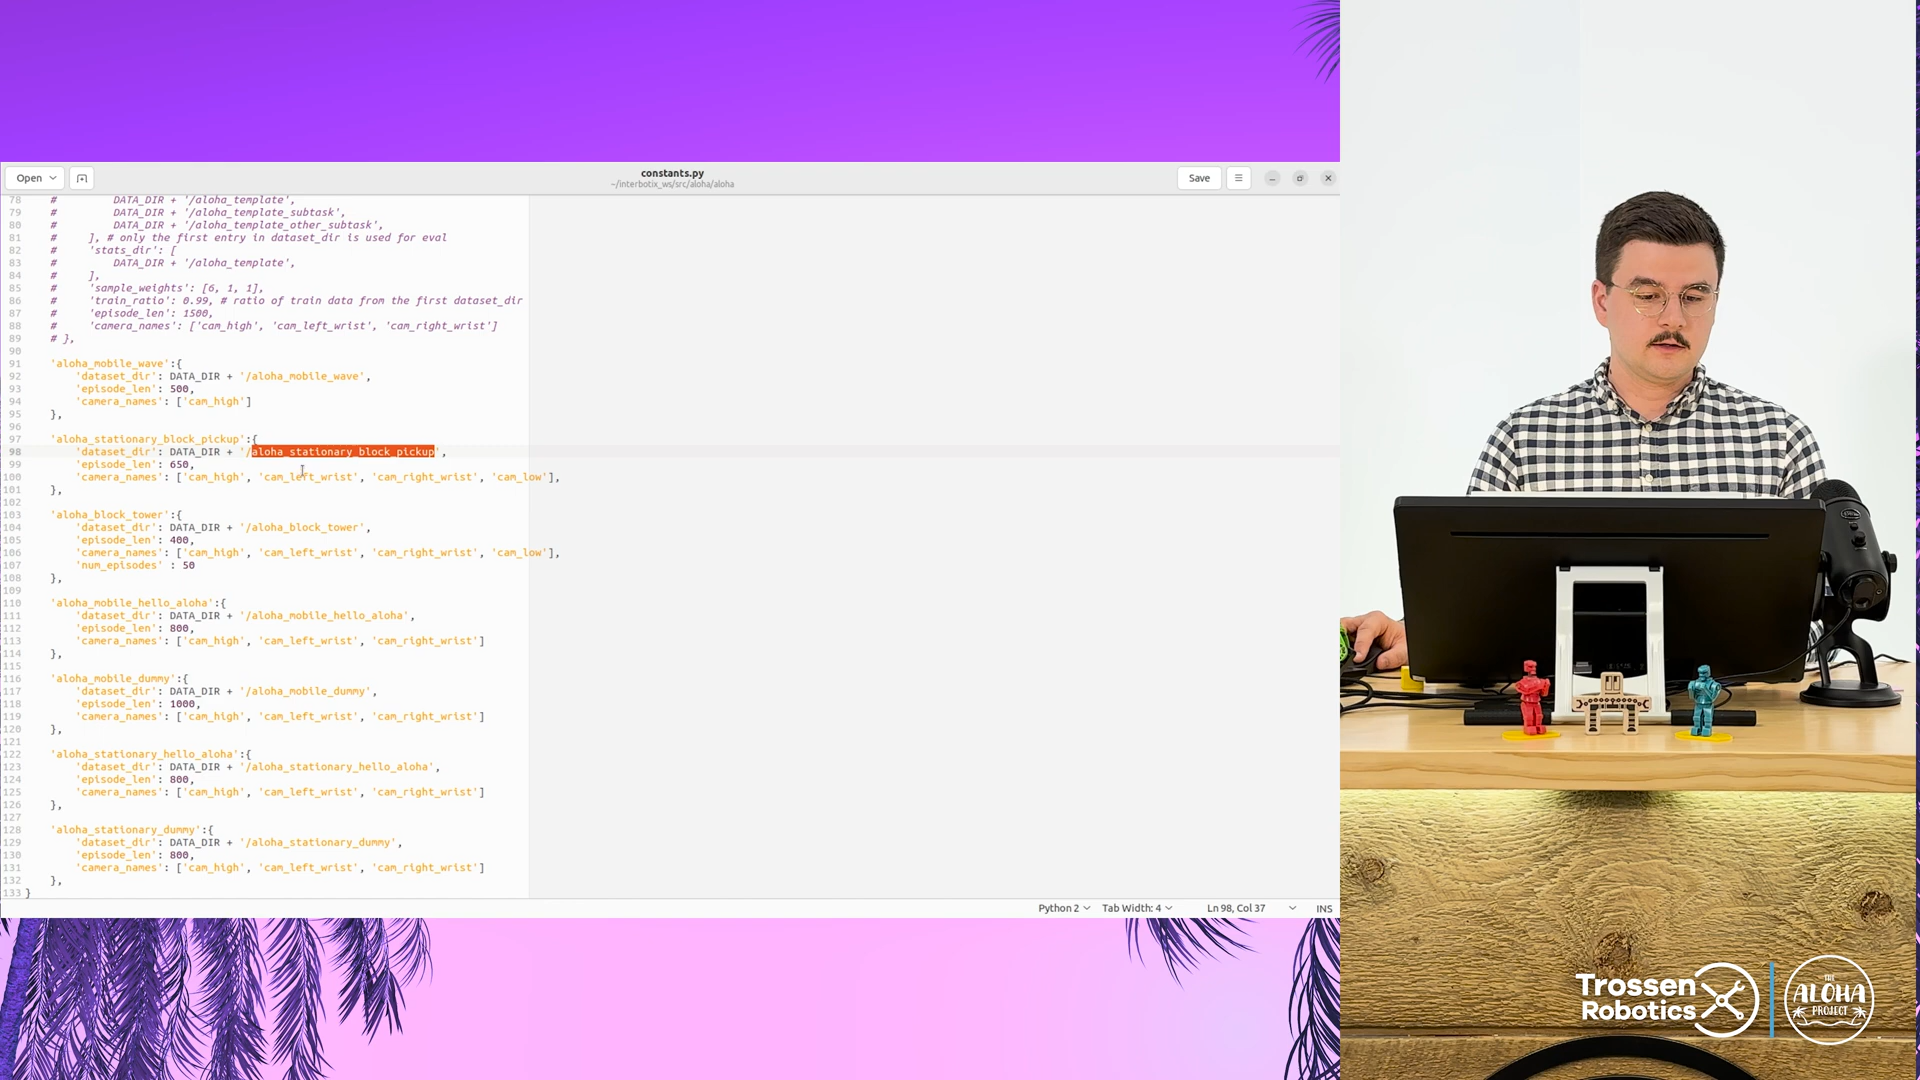 Open
constants.py
~/interbotix_ws/src/aloha/aloha
Save
78 # DATA_DIR + '/aloha_template',
79 # DATA_DIR + '/aloha_template_subtask',
80 # DATA_DIR + '/aloha_template_other_subtask',
81 # ], # only the first entry in dataset_dir is used for eval
82 # 'stats_dir': [
83 # DATA_DIR + '/aloha_template',
84 # ],
85 # 'sample_weights': [6, 1, 1],
86 # 'train_ratio': 0.99, # ratio of train data from the first dataset_dir
87 # 'episode_len': 1500,
88 # 'camera_names': ['cam_high', 'cam_left_wrist', 'cam_right_wrist']
89 # },
90
91 'aloha_mobile_wave':{
92 'dataset_dir': DATA_DIR + '/aloha_mobile_wave',
93 'episode_len': 500,
94 'camera_names': ['cam_high']
95 },
96
97 'aloha_stationary_block_pickup':{
98 'dataset_dir': DATA_DIR + '/aloha_stationary_block_pickup',
99 'episode_len': 650,
100 'camera_names': ['cam_high', 'cam_left_wrist', 'cam_right_wrist', 'cam_low'],
101 },
102
103 'aloha_block_tower':{
104 'dataset_dir': DATA_DIR + '/aloha_block_tower',
105 'episode_len': 400,
106 'camera_names': ['cam_high', 'cam_left_wrist', 'cam_right_wrist', 'cam_low'],
107 'num_episodes' : 50
108 },
109
110 'aloha_mobile_hello_aloha':{
111 'dataset_dir': DATA_DIR + '/aloha_mobile_hello_aloha',
112 'episode_len': 800,
113 'camera_names': ['cam_high', 'cam_left_wrist', 'cam_right_wrist']
114 },
115
116 'aloha_mobile_dummy':{
117 'dataset_dir': DATA_DIR + '/aloha_mobile_dummy',
118 'episode_len': 1000,
119 'camera_names': ['cam_high', 'cam_left_wrist', 'cam_right_wrist']
120 },
121
122 'aloha_stationary_hello_aloha':{
123 'dataset_dir': DATA_DIR + '/aloha_stationary_hello_aloha',
124 'episode_len': 800,
125 'camera_names': ['cam_high', 'cam_left_wrist', 'cam_right_wrist']
126 },
127
128 'aloha_stationary_dummy':{
129 'dataset_dir': DATA_DIR + '/aloha_stationary_dummy',
130 'episode_len': 800,
131 'camera_names': ['cam_high', 'cam_left_wrist', 'cam_right_wrist']
132 },
133 }
Python 2
Tab Width: 4
Ln 98, Col 37
INS
Trossen
Robotics
THE
ALOHA
PROJECT